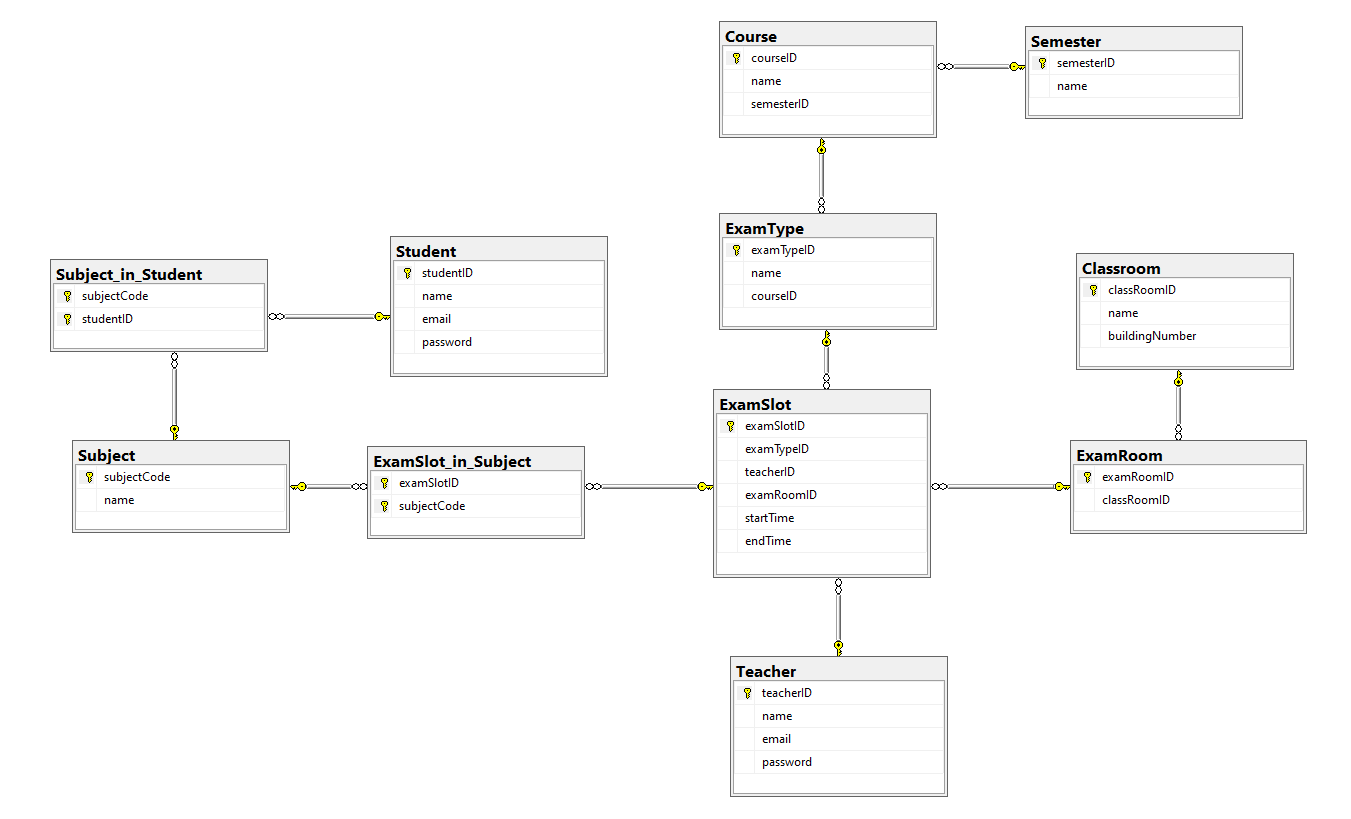 Course
courseID
name
semesterID
Semester
semesterID
name
ExamType
examTypeID
name
courseID
Student
studentID
name
email
password
Subject_in_Student
subjectCode
studentID
Classroom
classRoomID
name
buildingNumber
ExamSlot
examSlotID
examTypeID
teacherID
examRoomID
startTime
endTime
Subject
subjectCode
name
ExamSlot_in_Subject
examSlotID
subjectCode
ExamRoom
examRoomID
classRoomID
Teacher
teacherID
name
email
password